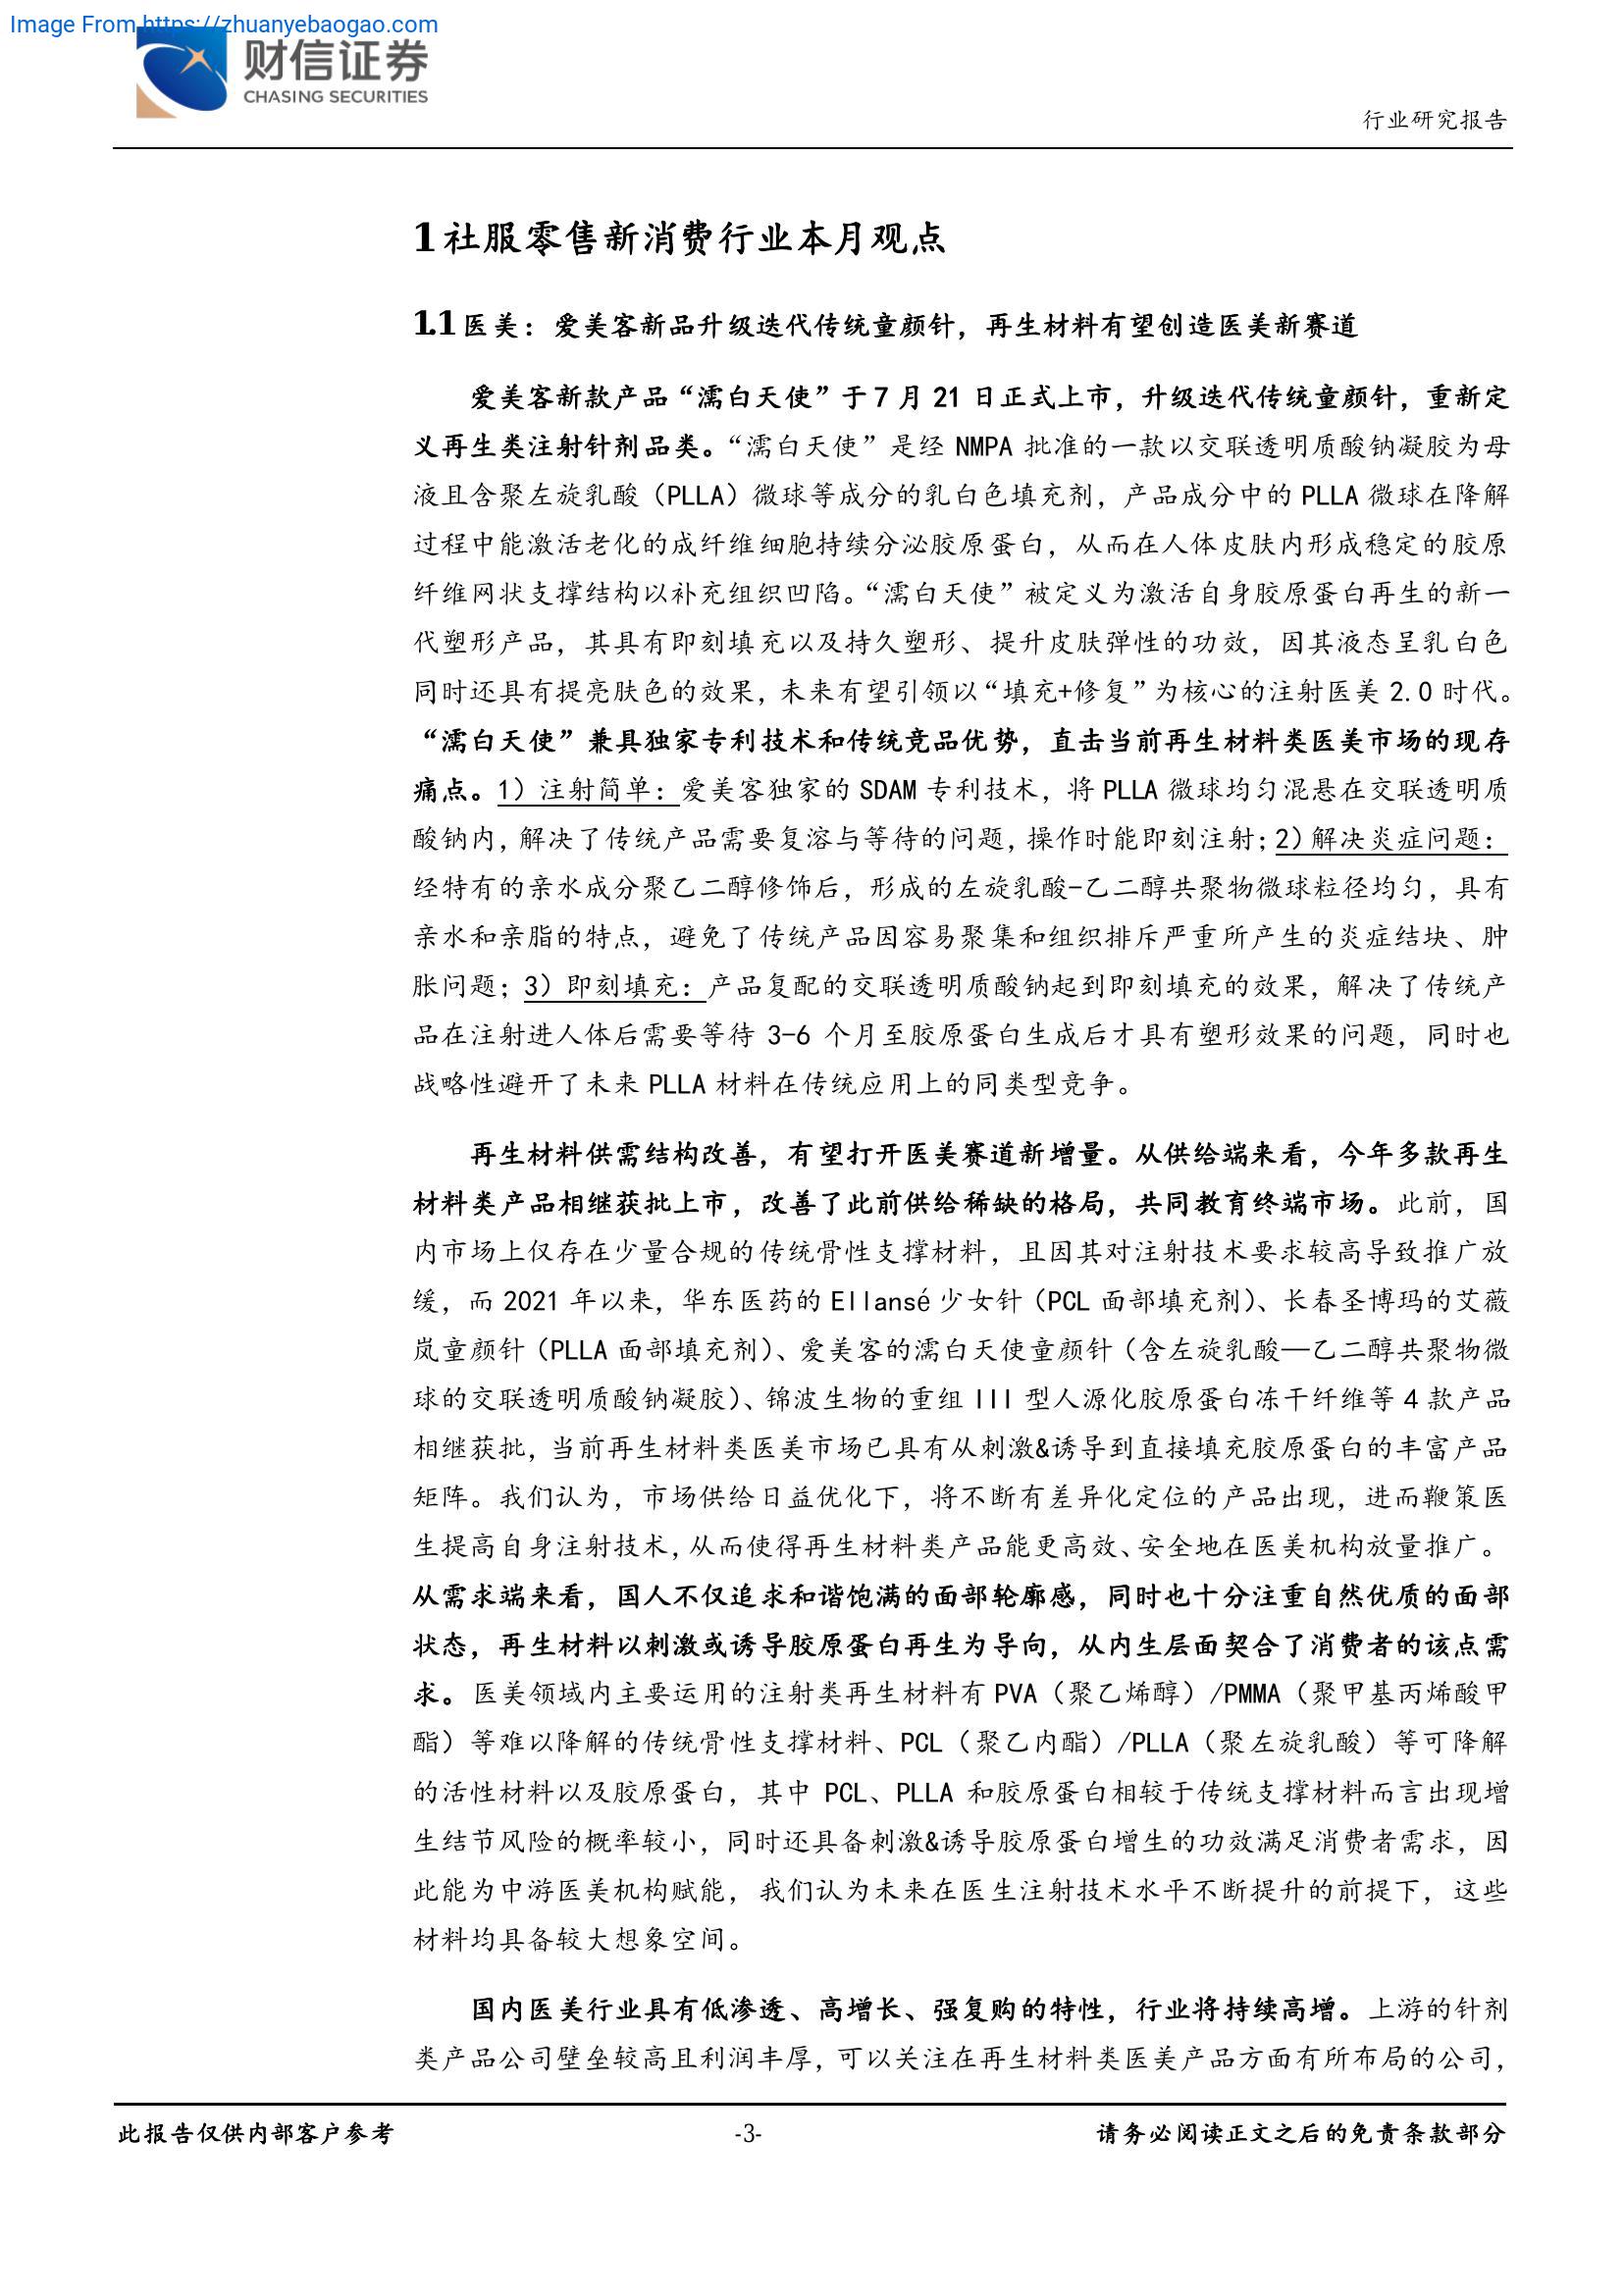 Image From https://zhuanyebaogao.com
财信证券
CHASING SECURITIES
行业研究报告
1 社服零售新消费行业本月观点
1.1 医美：爱美客新品升级迭代传统童颜针，再生材料有望创造医美新赛道
爱美客新款产品“濡白天使”于 7 月 21 日正式上市，升级迭代传统童颜针，重新定
义再生类注射针剂品类。“濡白天使”是经 NMPA 批准的一款以交联透明质酸钠凝胶为母
液且含聚左旋乳酸（PLLA）微球等成分的乳白色填充剂，产品成分中的 PLLA 微球在降解
过程中能激活老化的成纤维细胞持续分泌胶原蛋白，从而在人体皮肤内形成稳定的胶原
纤维网状支撑结构以补充组织凹陷。“濡白天使”被定义为激活自身胶原蛋白再生的新一
代塑形产品，其具有即刻填充以及持久塑形、提升皮肤弹性的功效，因其液态呈乳白色
同时还具有提亮肤色的效果，未来有望引领以“填充+修复”为核心的注射医美 2.0 时代。
“濡白天使”兼具独家专利技术和传统竞品优势，直击当前再生材料类医美市场的现存
痛点。1）注射简单：爱美客独家的 SDAM 专利技术，将 PLLA 微球均匀混悬在交联透明质
酸钠内，解决了传统产品需要复溶与等待的问题，操作时能即刻注射；2）解决炎症问题：
经特有的亲水成分聚乙二醇修饰后，形成的左旋乳酸-乙二醇共聚物微球粒径均匀，具有
亲水和亲脂的特点，避免了传统产品因容易聚集和组织排斥严重所产生的炎症结块、肿
胀问题；3）即刻填充：产品复配的交联透明质酸钠起到即刻填充的效果，解决了传统产
品在注射进人体后需要等待 3-6 个月至胶原蛋白生成后才具有塑形效果的问题，同时也
战略性避开了未来 PLLA 材料在传统应用上的同类型竞争。
再生材料供需结构改善，有望打开医美赛道新增量。从供给端来看，今年多款再生
材料类产品相继获批上市，改善了此前供给稀缺的格局，共同教育终端市场。此前，国
内市场上仅存在少量合规的传统骨性支撑材料，且因其对注射技术要求较高导致推广放
缓，而 2021 年以来，华东医药的 Ellansé 少女针（PCL 面部填充剂）、长春圣博玛的艾薇
岚童颜针（PLLA 面部填充剂）、爱美客的濡白天使童颜针（含左旋乳酸—乙二醇共聚物微
球的交联透明质酸钠凝胶）、锦波生物的重组 III 型人源化胶原蛋白冻干纤维等 4 款产品
相继获批，当前再生材料类医美市场已具有从刺激&诱导到直接填充胶原蛋白的丰富产品
矩阵。我们认为，市场供给日益优化下，将不断有差异化定位的产品出现，进而鞭策医
生提高自身注射技术，从而使得再生材料类产品能更高效、安全地在医美机构放量推广。
从需求端来看，国人不仅追求和谐饱满的面部轮廓感，同时也十分注重自然优质的面部
状态，再生材料以刺激或诱导胶原蛋白再生为导向，从内生层面契合了消费者的该点需
求。医美领域内主要运用的注射类再生材料有 PVA（聚乙烯醇）/PMMA（聚甲基丙烯酸甲
酯）等难以降解的传统骨性支撑材料、PCL（聚乙内酯）/PLLA（聚左旋乳酸）等可降解
的活性材料以及胶原蛋白，其中 PCL、PLLA 和胶原蛋白相较于传统支撑材料而言出现增
生结节风险的概率较小，同时还具备刺激&诱导胶原蛋白增生的功效满足消费者需求，因
此能为中游医美机构赋能，我们认为未来在医生注射技术水平不断提升的前提下，这些
材料均具备较大想象空间。
国内医美行业具有低渗透、高增长、强复购的特性，行业将持续高增。上游的针剂
类产品公司壁垒较高且利润丰厚，可以关注在再生材料类医美产品方面有所布局的公司，
此报告仅供内部客户参考
-3-
请务必阅读正文之后的免责条款部分